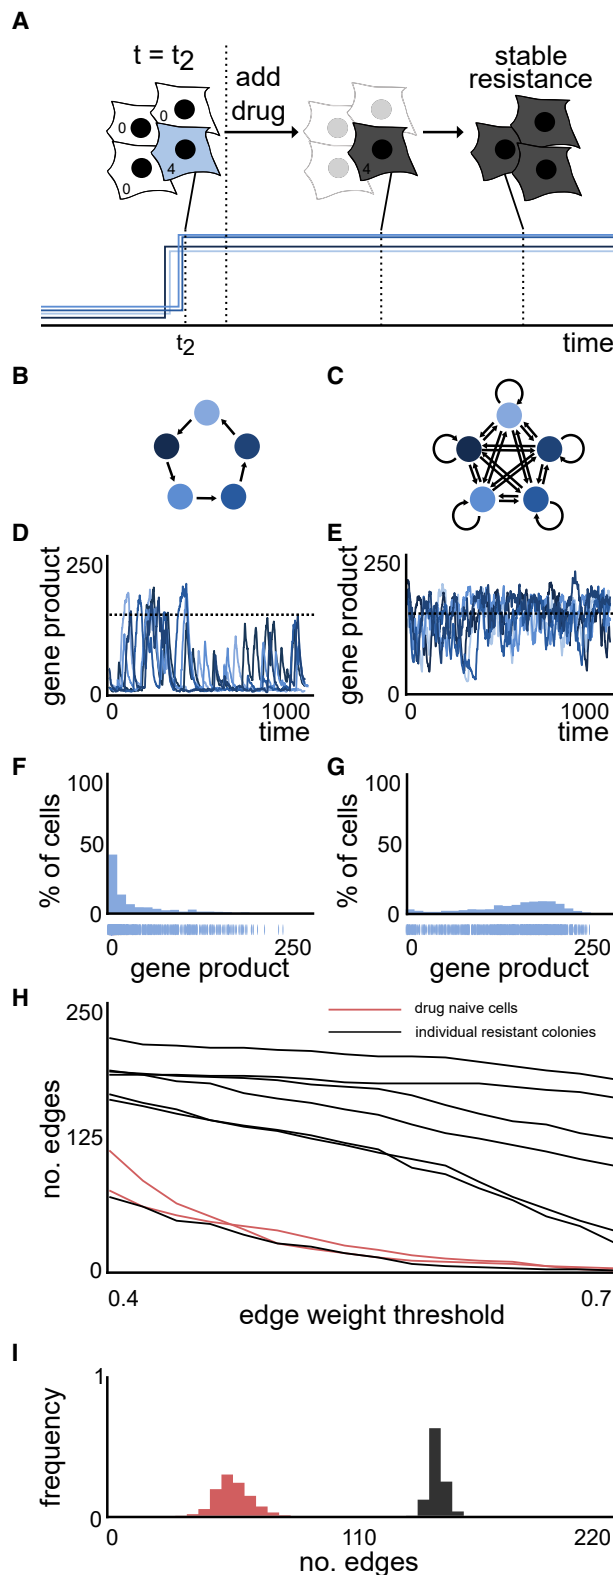 A
t = t2
add
drug
stable
resistance
0
0
0
4
4
t2
time
B
C
D
E
gene product
250
0
0
1000
time
gene product
250
0
0
1000
time
F
G
% of cells
100
50
0
0
250
gene product
% of cells
100
50
0
0
250
gene product
H
250
drug naive cells
individual resistant colonies
no. edges
125
0
0.4
0.7
edge weight threshold
I
1
frequency
0
0
110
220
no. edges